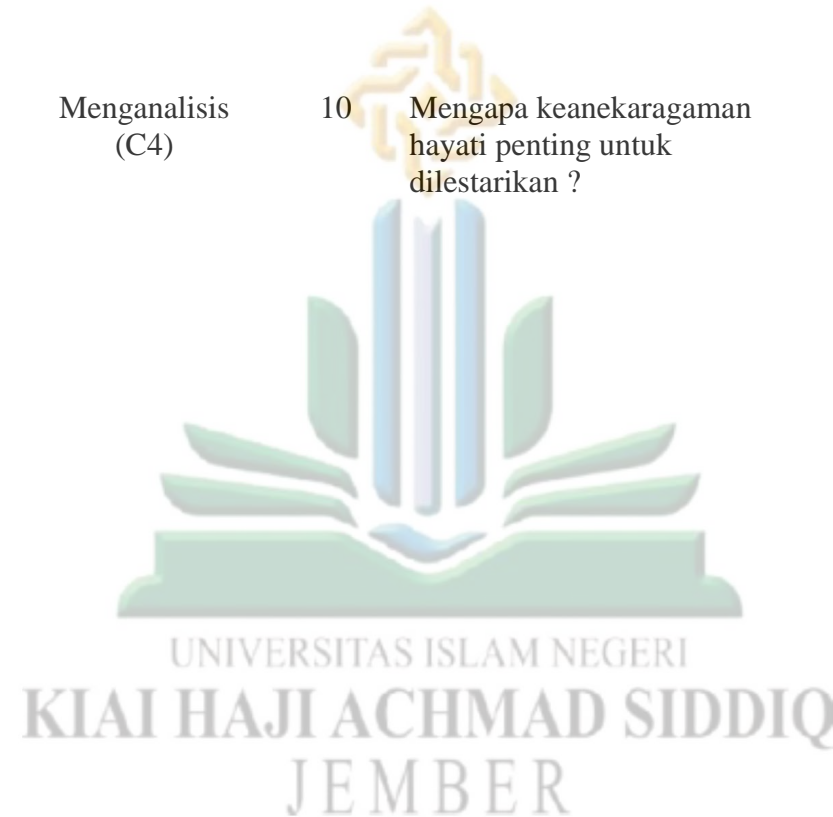 Menganalisis 10 Mengapa keanekaragaman
(C4) hayati penting untuk
dilestarikan ?
UNIVERSITAS ISLAM NEGERI
KIAI HAJI ACHMAD SIDDIQ
JEMBER